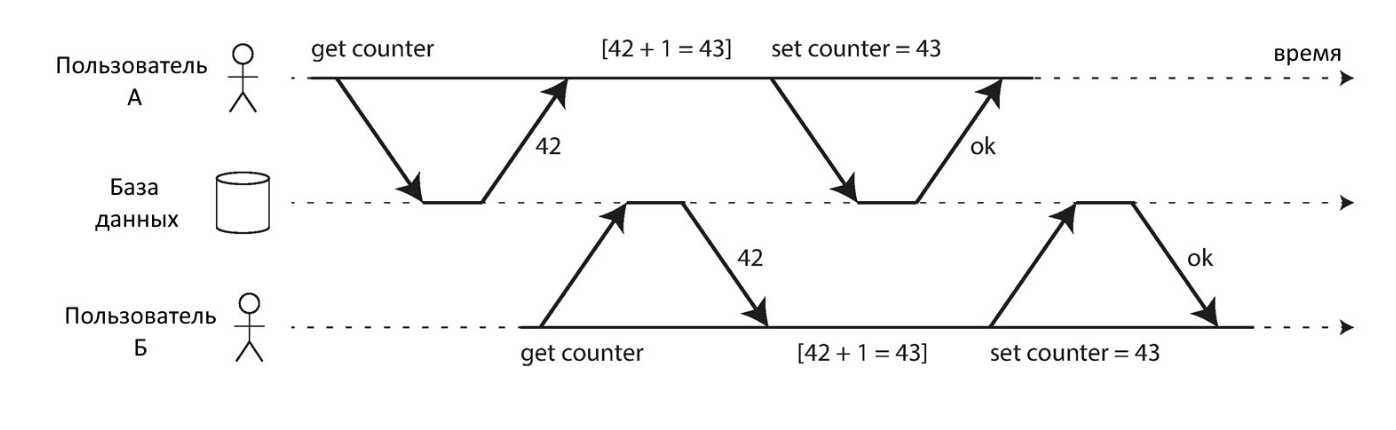 get counter
[42 + 1 = 43]
set counter = 43
время
Пользователь
А
42
ok
База
данных
42
ok
Пользователь
Б
get counter
[42 + 1 = 43]
set counter = 43